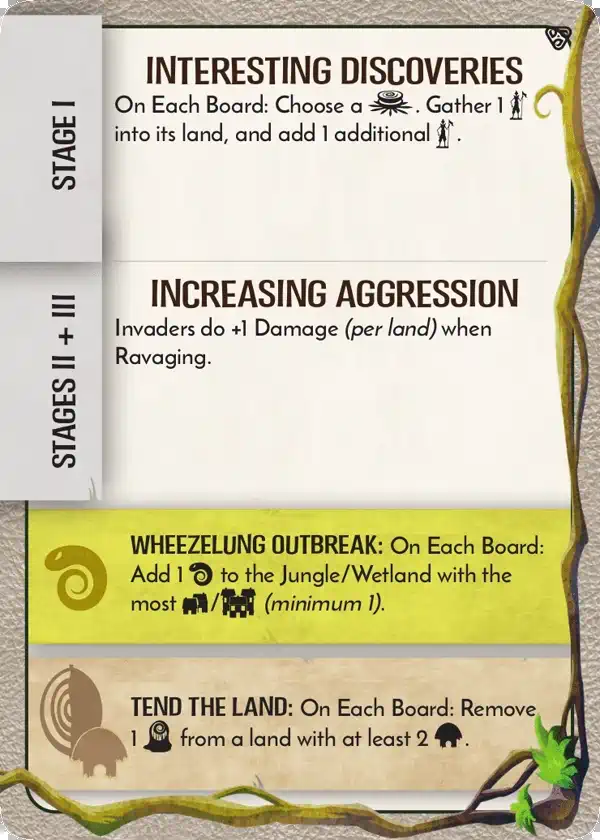 INTERESTING DISCOVERIES
On Each Board: Choose a . Gather 1
into its land, and add 1 additional .
STAGE I
INCREASING AGGRESSION
Invaders do +1 Damage (per land) when
Ravaging.
STAGES II + III
WHEEZELUNG OUTBREAK: On Each Board:
Add 1 to the Jungle/Wetland with the
most / (minimum 1).
TEND THE LAND: On Each Board: Remove
1 from a land with at least 2 .